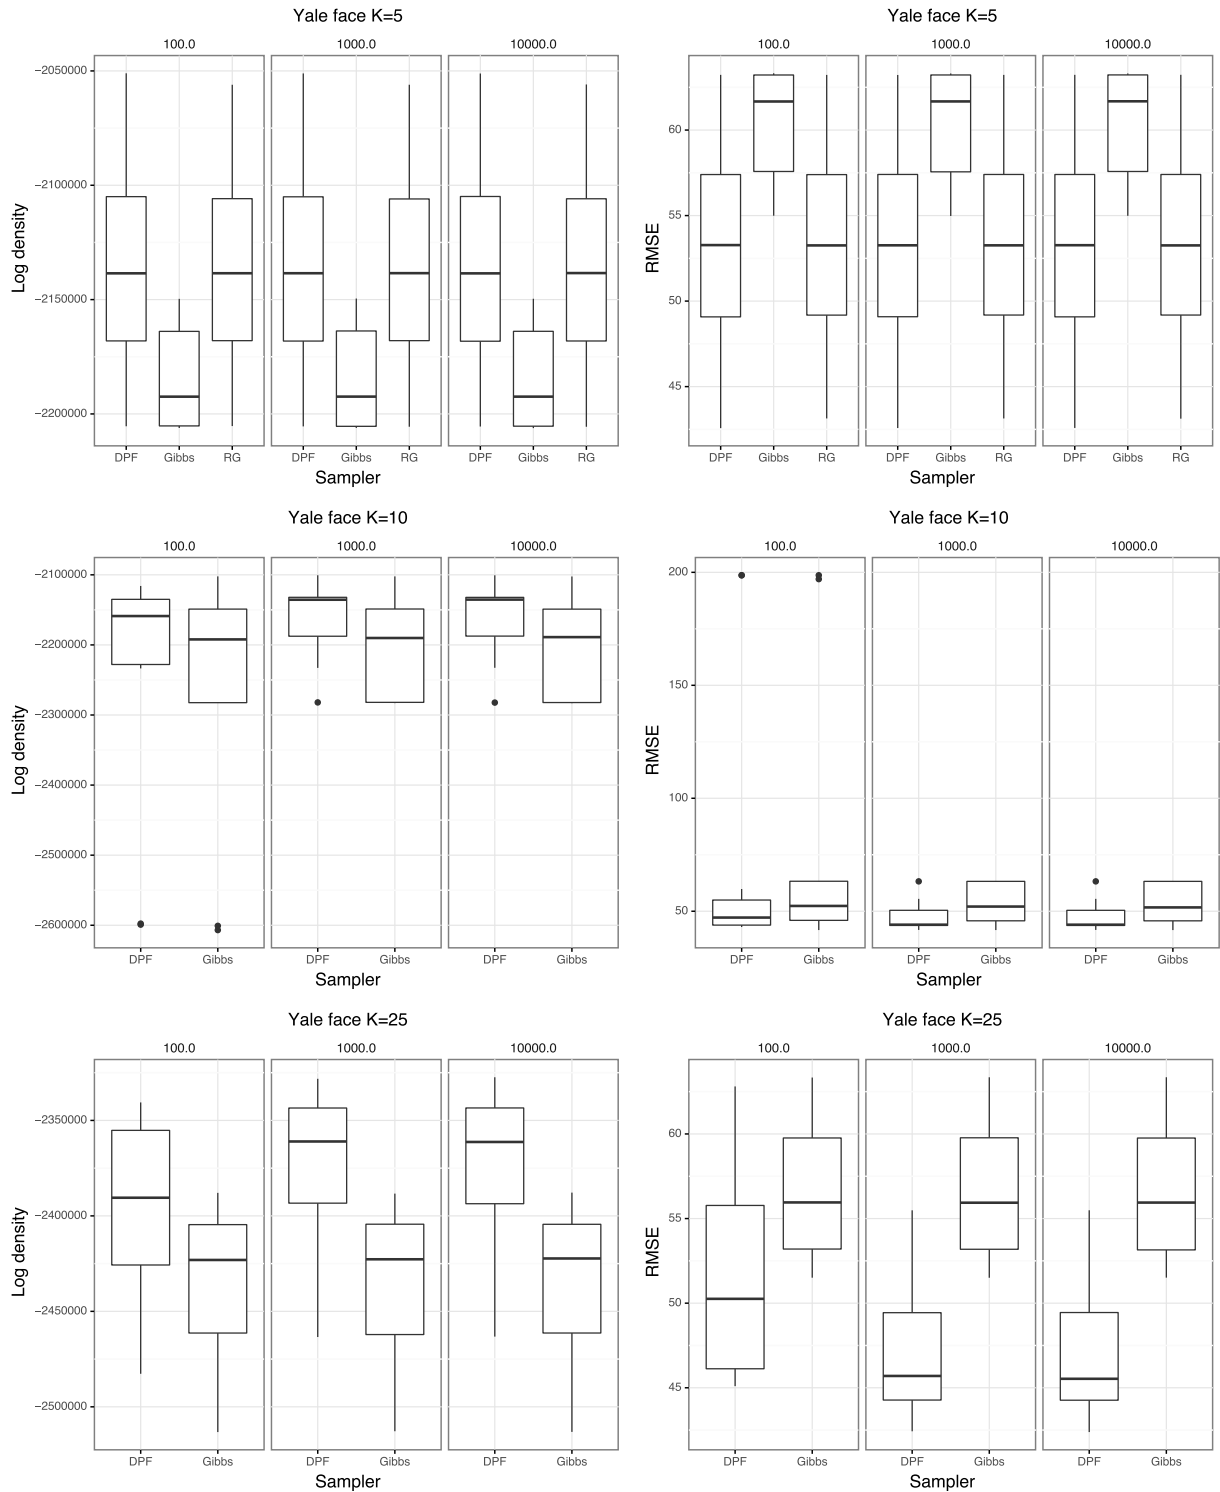 Yale face K=5
100.0 1000.0 10000.0
−2050000
−2100000
−2150000
−2200000
Log density
DPF Gibbs RG DPF Gibbs RG DPF Gibbs RG
Sampler
Yale face K=5
100.0 1000.0 10000.0
60
55
50
45
RMSE
DPF Gibbs RG DPF Gibbs RG DPF Gibbs RG
Sampler
Yale face K=10
100.0 1000.0 10000.0
−2100000
−2200000
−2300000
−2400000
−2500000
−2600000
Log density
DPF Gibbs DPF Gibbs DPF Gibbs
Sampler
Yale face K=10
100.0 1000.0 10000.0
200
150
100
50
RMSE
DPF Gibbs DPF Gibbs DPF Gibbs
Sampler
Yale face K=25
100.0 1000.0 10000.0
−2350000
−2400000
−2450000
−2500000
Log density
DPF Gibbs DPF Gibbs DPF Gibbs
Sampler
Yale face K=25
100.0 1000.0 10000.0
60
55
50
45
RMSE
DPF Gibbs DPF Gibbs DPF Gibbs
Sampler